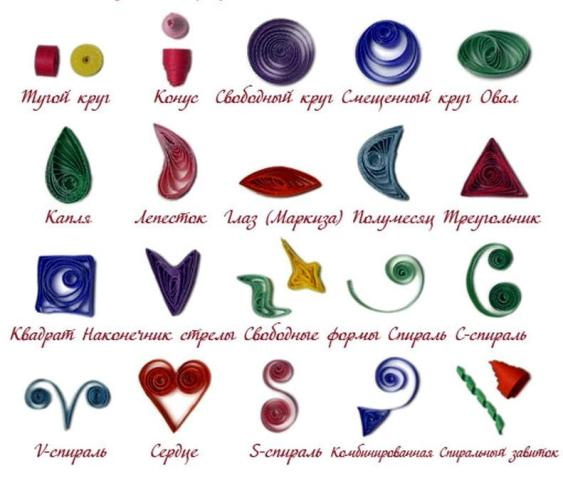 Тугой круг Конус Свободный круг Смещенный круг Овал
Капля Лепесток Глаз (Маркиза) Полумесяц Треугольник
Квадрат Наконечник стрелы Свободные формы Спираль С-спираль
V-спираль Сердце S-спираль Комбинированная Спиральный завиток